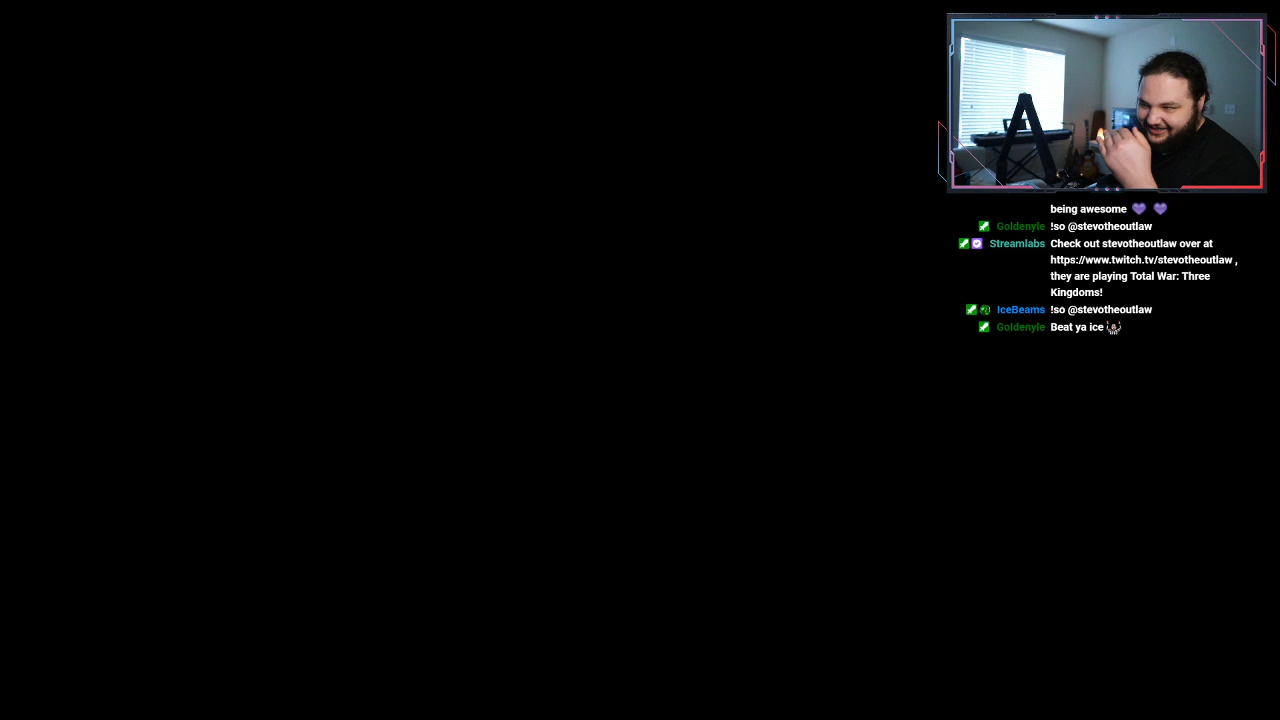 being awesome 💜 💜
Goldenyle !so @stevotheoutlaw
Streamlabs Check out stevotheoutlaw over at
https://www.twitch.tv/stevotheoutlaw ,
they are playing Total War: Three
Kingdoms!
IceBeams !so @stevotheoutlaw
Goldenyle Beat ya ice